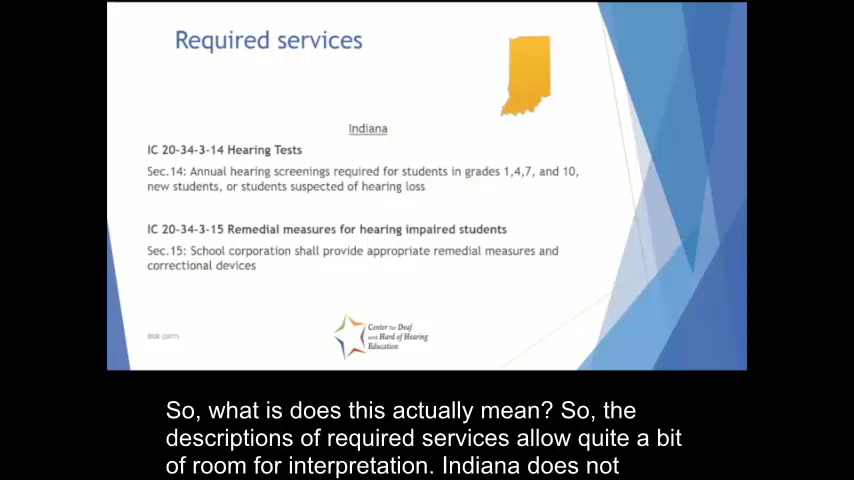 Required services
Indiana
IC 20-34-3-14 Hearing Tests
Sec.14: Annual hearing screenings required for students in grades 1,4,7, and 10,
new students, or students suspected of hearing loss
IC 20-34-3-15 Remedial measures for hearing impaired students
Sec.15: School corporation shall provide appropriate remedial measures and
correctional devices
(2017)
Center for Deaf
and Hard of Hearing
Education
So, what is does this actually mean? So, the
descriptions of required services allow quite a bit
of room for interpretation. Indiana does not